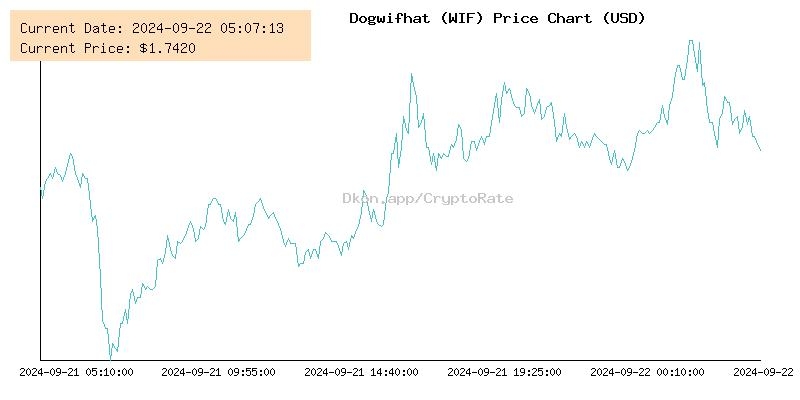 Dogwifhat (WIF) Price Chart (USD)
Current Date: 2024-09-22 05:07:13
Current Price: $1.7420
Dken.app/CryptoRate
2024-09-21 05:10:00 2024-09-21 09:55:00 2024-09-21 14:40:00 2024-09-21 19:25:00 2024-09-22 00:10:00 2024-09-22